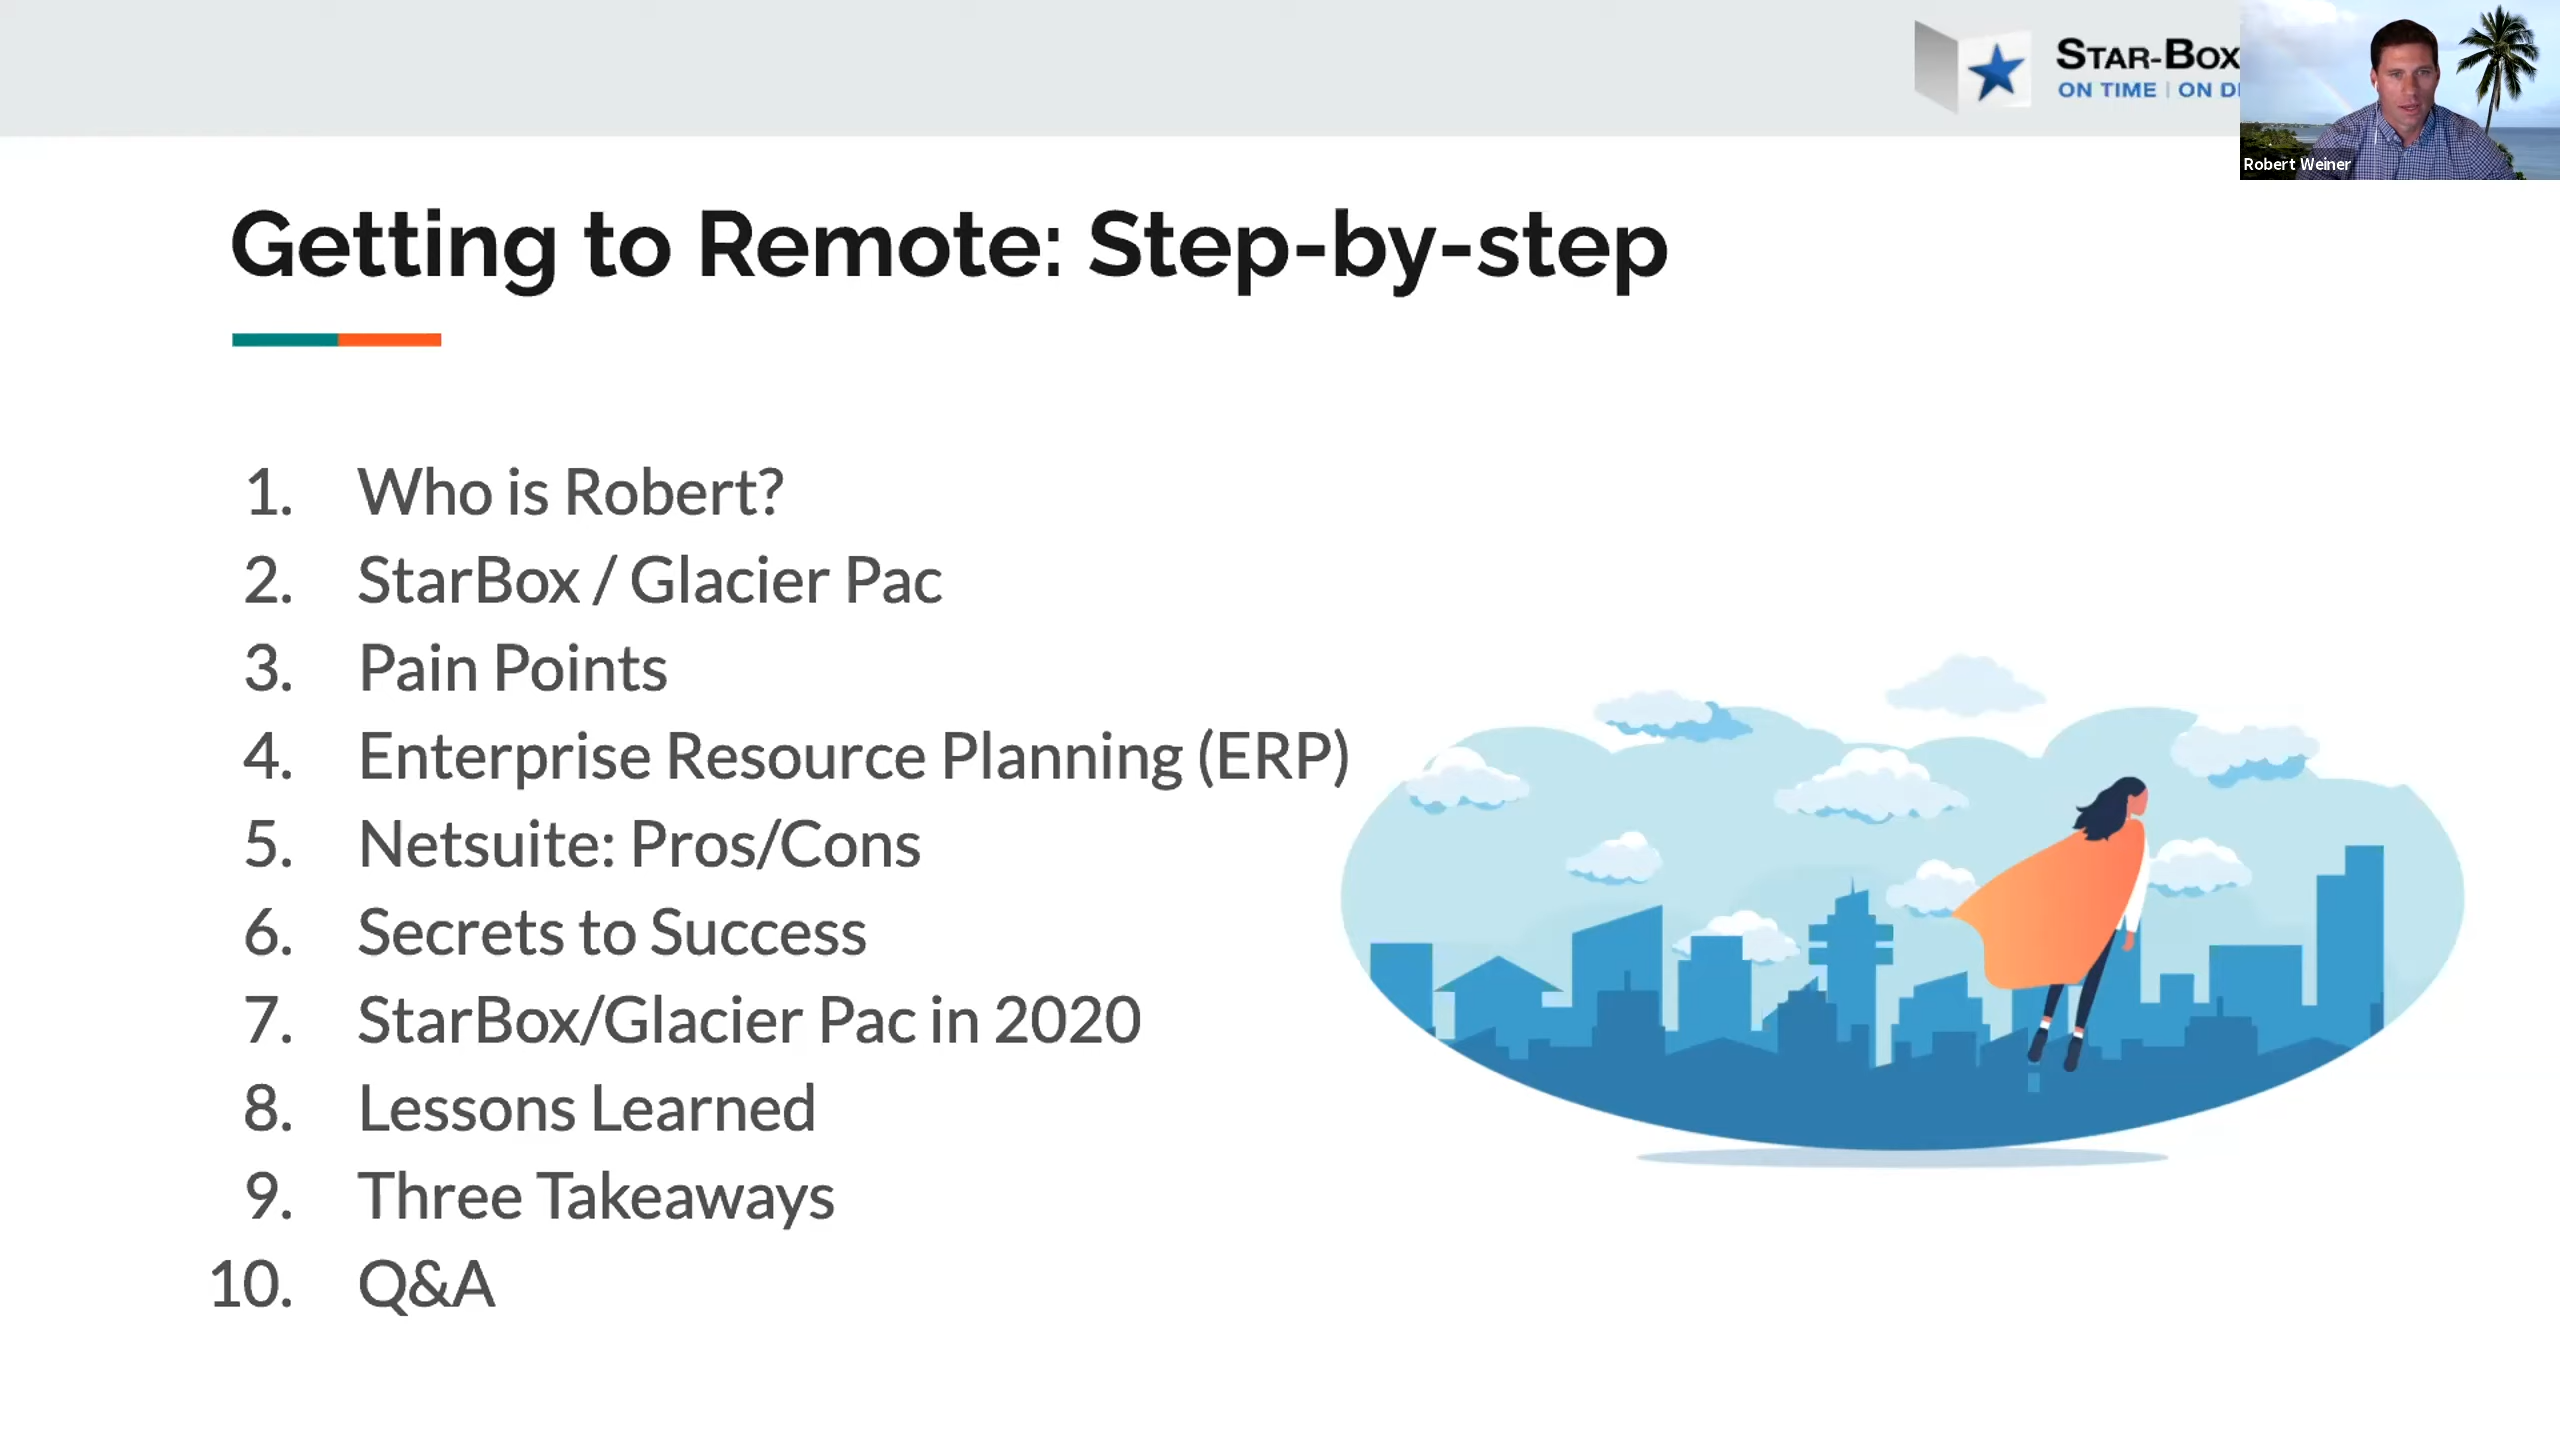 STAR-BOX
ON TIME | ON
Robert Weiner
Getting to Remote: Step-by-step
1. Who is Robert?
2. StarBox / Glacier Pac
3. Pain Points
4. Enterprise Resource Planning (ERP)
5. Netsuite: Pros/Cons
6. Secrets to Success
7. StarBox/Glacier Pac in 2020
8. Lessons Learned
9. Three Takeaways
10. Q&A